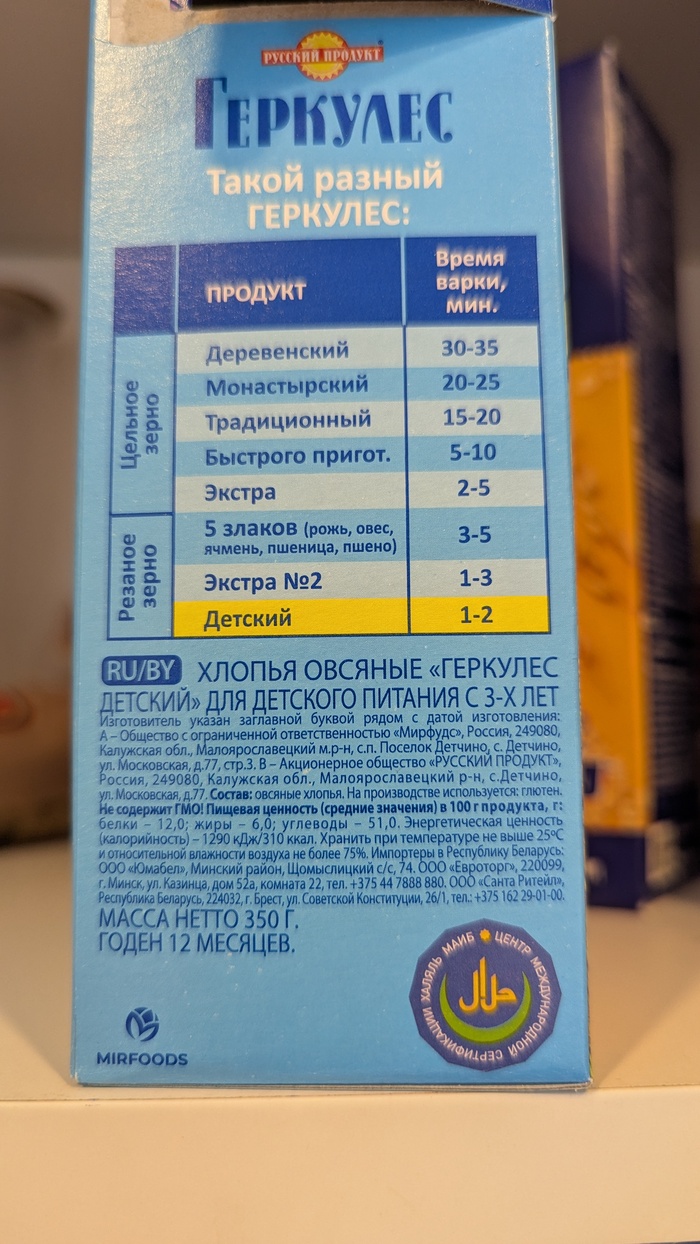 РУССКИЙ ПРОДУКТ
ГЕРКУЛЕС
Такой разный
ГЕРКУЛЕС:
ПРОДУКТ
Время
варки,
мин.
Цельное
зерно
Деревенский 30-35
Монастырский 20-25
Традиционный 15-20
Быстрого пригот. 5-10
Экстра 2-5
Резаное
зерно
5 злаков (рожь, овес,
ячмень, пшеница, пшено) 3-5
Экстра №2 1-3
Детский 1-2
RU/BY ХЛОПЬЯ ОВСЯНЫЕ «ГЕРКУЛЕС
ДЕТСКИЙ» ДЛЯ ДЕТСКОГО ПИТАНИЯ С 3-Х ЛЕТ
Изготовитель указан заглавной буквой рядом с датой изготовления:
А – Общество с ограниченной ответственностью «Мирфудс», Россия, 249080,
Калужская обл., Малоярославецкий м.р-н, с.п. Поселок Детчино, с. Детчино,
ул. Московская, д.77, стр.3. В – Акционерное общество «РУССКИЙ ПРОДУКТ»,
Россия, 249080, Калужская обл., Малоярославецкий р-н, с.Детчино,
ул. Московская, д.77. Состав: овсяные хлопья. На производстве используется: глютен.
Не содержит ГМО! Пищевая ценность (средние значения) в 100 г продукта, г:
белки – 12,0; жиры – 6,0; углеводы – 51,0. Энергетическая ценность
(калорийность) – 1290 кДж/310 ккал. Хранить при температуре не выше 25ºС
и относительной влажности воздуха не более 75%. Импортеры в Республику Беларусь:
ООО «Юмабел», Минский район, Щомыслицкий с/с, 74. ООО «Евроторг», 220099,
г. Минск, ул. Казинца, дом 52а, комната 22, тел. +375 44 7888 880. ООО «Санта Ритейл»,
Республика Беларусь, 224032, г. Брест, ул. Советской Конституции, 26/1, тел.: +375 162 29-01-00.
МАССА НЕТТО 350 Г.
ГОДЕН 12 МЕСЯЦЕВ.
MIRFOODS
ЦЕНТР МЕЖДУНАРОДНОЙ СЕРТИФИКАЦИИ ХАЛЯЛЬ МАИБ
حلال